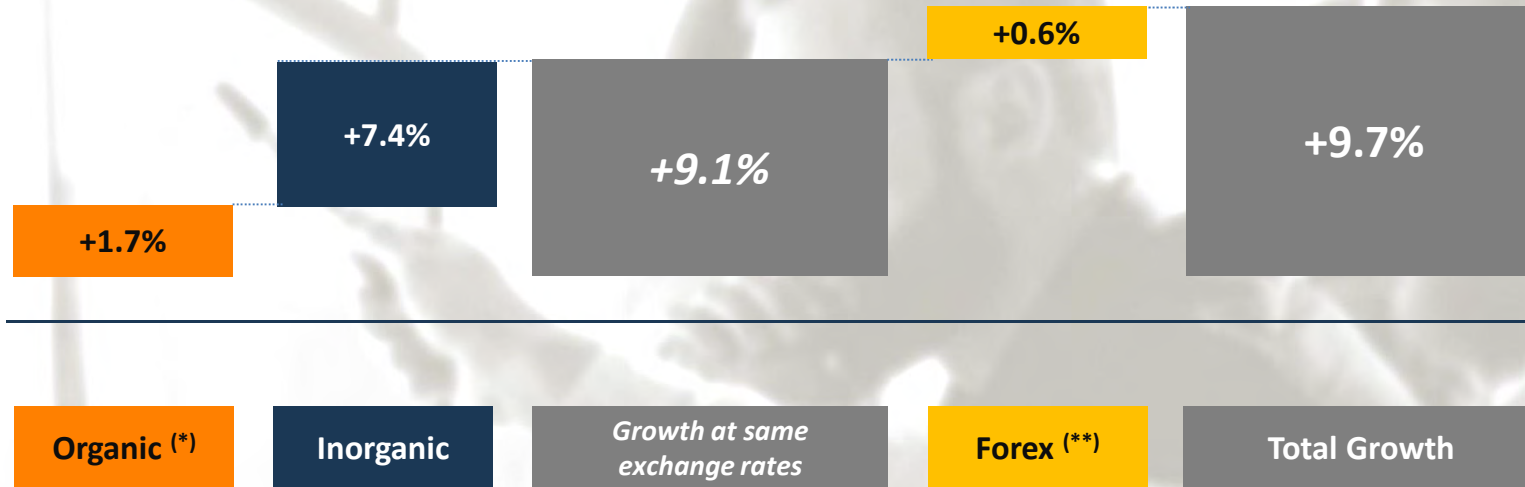 +0.6%
+7.4%
+9.1%
+9.7%
+1.7%
Organic (*)
Inorganic
Growth at same
exchange rates
Forex (**)
Total Growth